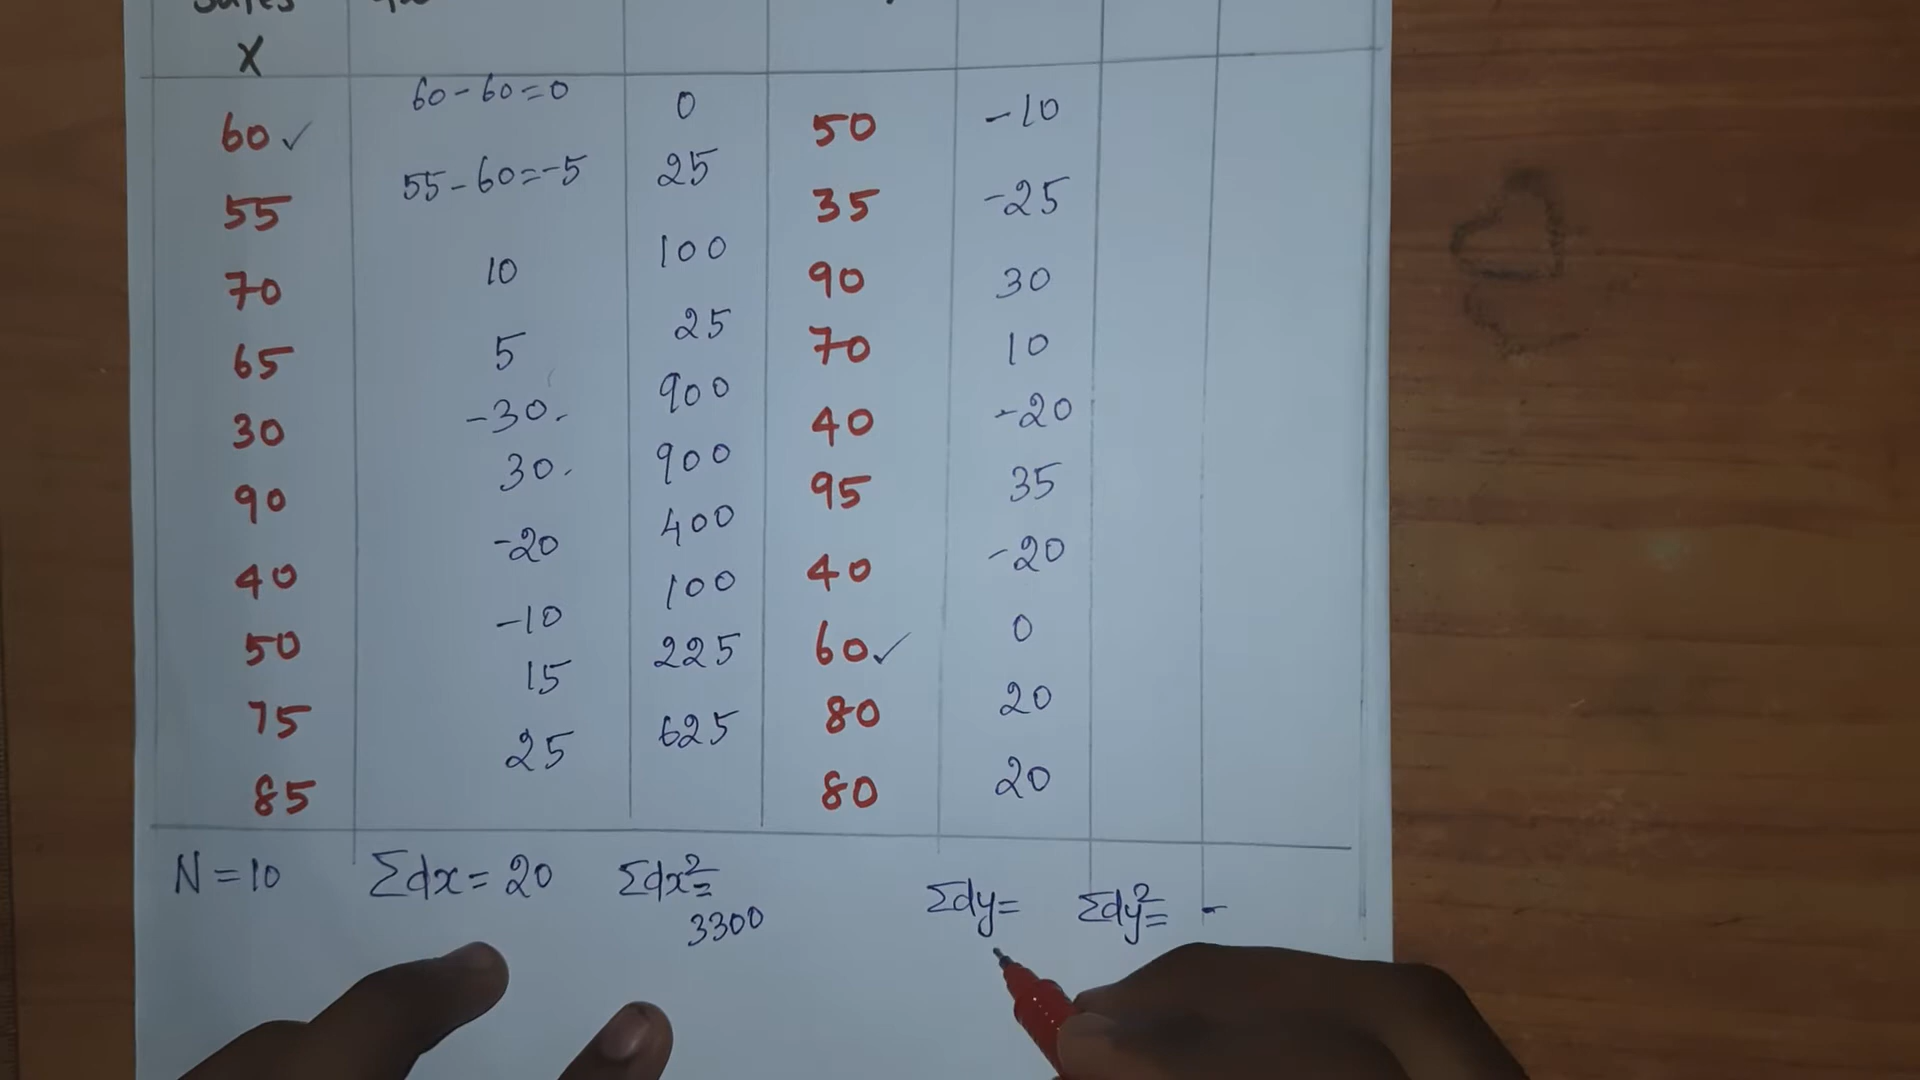 Sales
X
60-60=0 0
60✓ 50 -10
55-60=-5 25
55 35 -25
70 10 100 90 30
65 5 25 70 10
30 -30 900 40 -20
90 30 900 95 35
40 -20 400 40 -20
50 -10 100 60✓ 0
75 15 225 80 20
85 25 625 80 20
N=10 Σdx=20 Σdx²= Σdy= Σdy²= -
3300